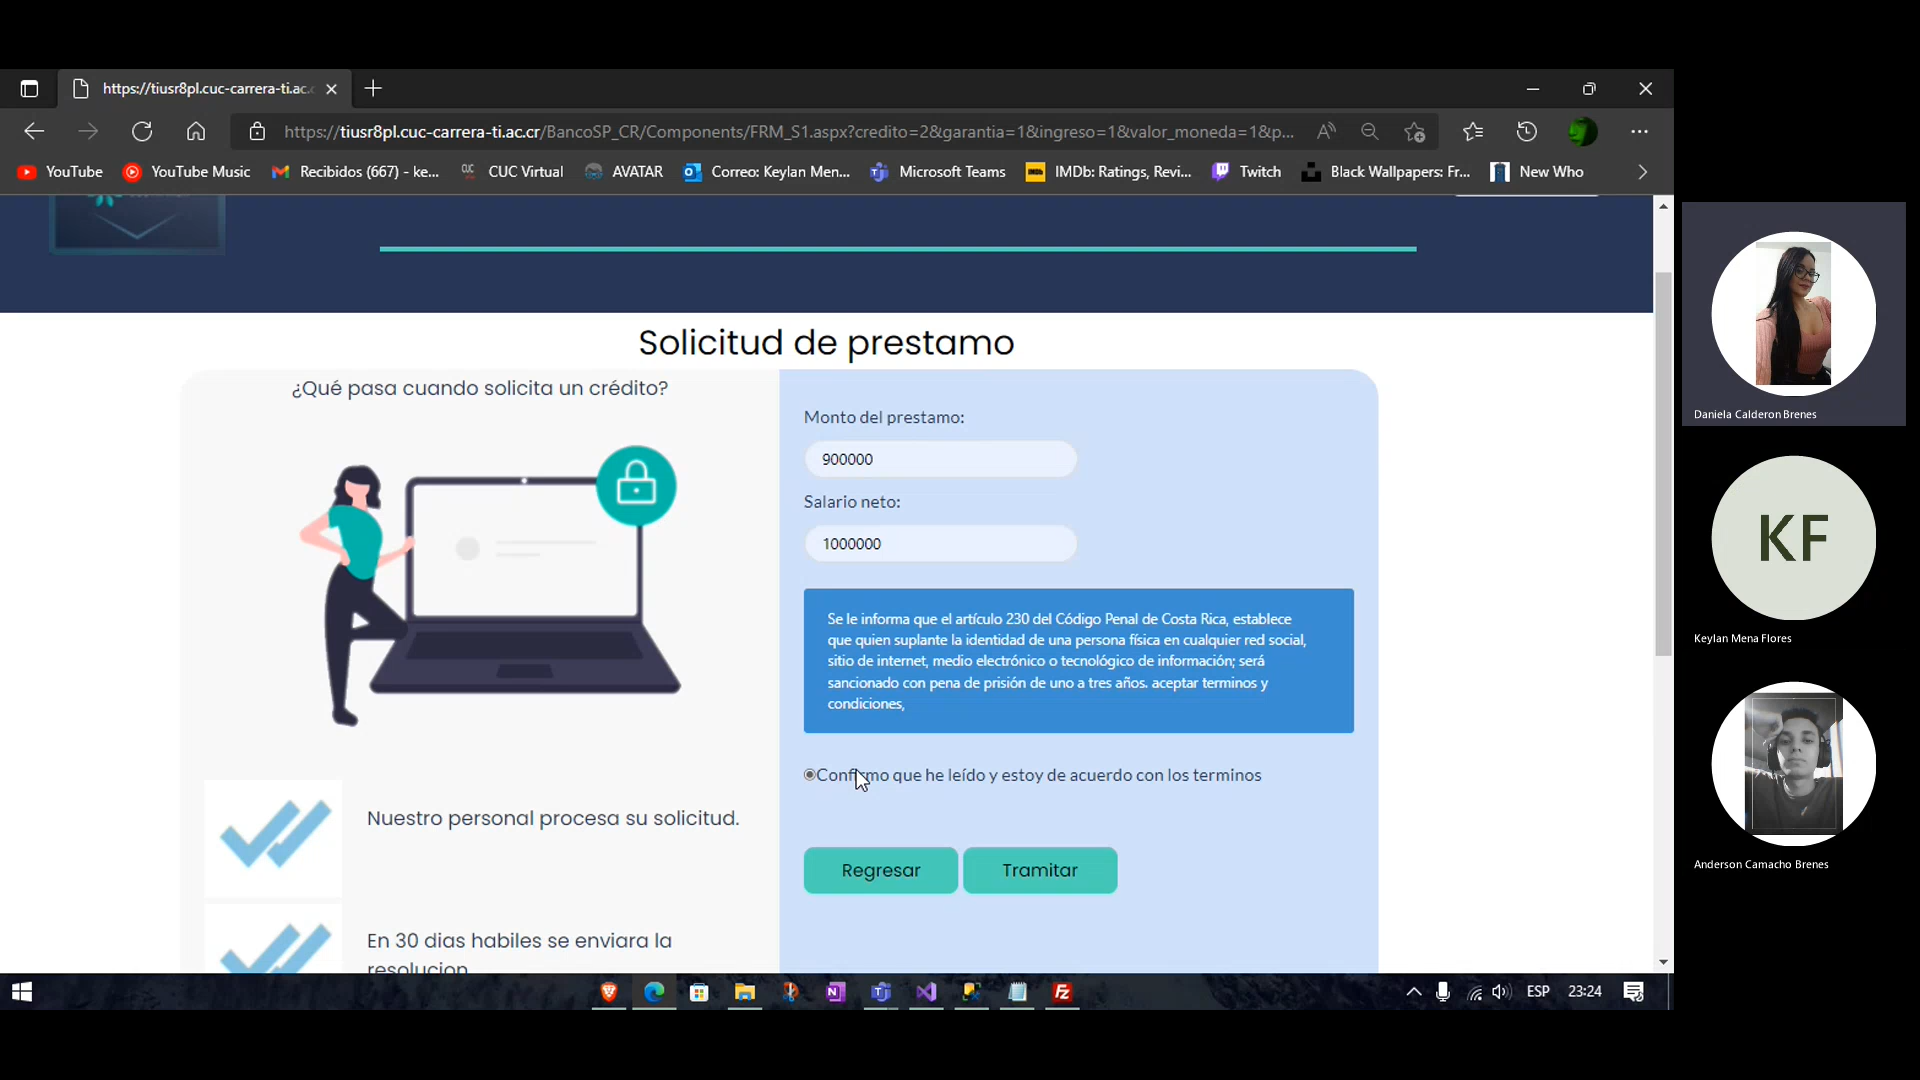 https://tiusr8pl.cuc-carrera-ti.ac.c
https://tiusr8pl.cuc-carrera-ti.ac.cr/BancoSP_CR/Components/FRM_S1.aspx?credito=2&garantia=1&ingreso=1&valor_moneda=1&p...
YouTube
YouTube Music
Recibidos (667) - ke...
CUC
CUC Virtual
AVATAR
Correo: Keylan Men...
Microsoft Teams
IMDb: Ratings, Revi...
Twitch
Black Wallpapers: Fr...
New Who
Solicitud de prestamo
¿Qué pasa cuando solicita un crédito?
Monto del prestamo:
900000
Salario neto:
1000000
Se le informa que el artículo 230 del Código Penal de Costa Rica, establece
que quien suplante la identidad de una persona física en cualquier red social,
sitio de internet, medio electrónico o tecnológico de información; será
sancionado con pena de prisión de uno a tres años. aceptar terminos y
condiciones,
Confirmo que he leído y estoy de acuerdo con los terminos
Nuestro personal procesa su solicitud.
Regresar
Tramitar
En 30 dias habiles se enviara la
resolucion
Daniela Calderon Brenes
KF
Keylan Mena Flores
Anderson Camacho Brenes
ESP
23:24